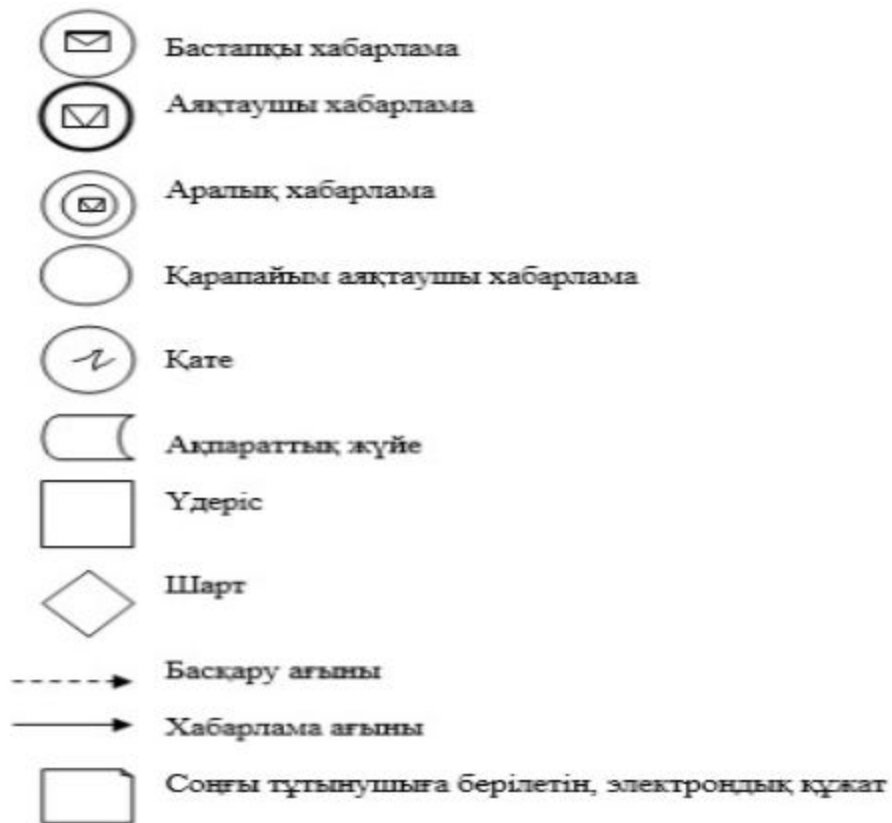 Бастапқы хабарлама
Аяқтаушы хабарлама
Аралық хабарлама
Қарапайым аяқтаушы хабарлама
Қате
Ақпараттық жүйе
Үдеріс
Шарт
Басқару ағыны
Хабарлама ағыны
Соңғы тұтынушыға берілетін, электрондық құжат